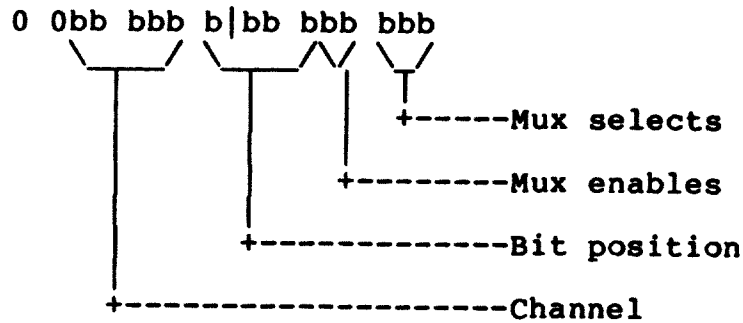 0 0bb bbb b|bb bbb bbb
+-----Mux selects
+--------Mux enables
+-------------Bit position
+-------------------Channel